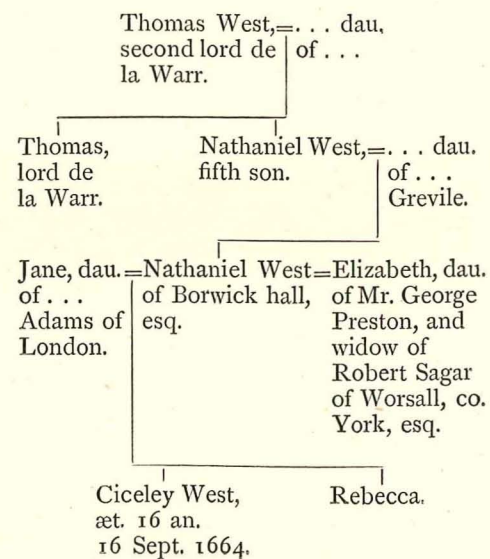 Thomas West,=. . . dau.
second lord de of . . .
la Warr.
Thomas,
lord de
la Warr.
Nathaniel West,=. . . dau.
fifth son. of . . .
Grevile.
Jane, dau.
of . . .
Adams of
London.
=Nathaniel West=
of Borwick hall,
esq.
Elizabeth, dau.
of Mr. George
Preston, and
widow of
Robert Sagar
of Worsall, co.
York, esq.
Ciceley West,
æt. 16 an.
16 Sept. 1664.
Rebecca.